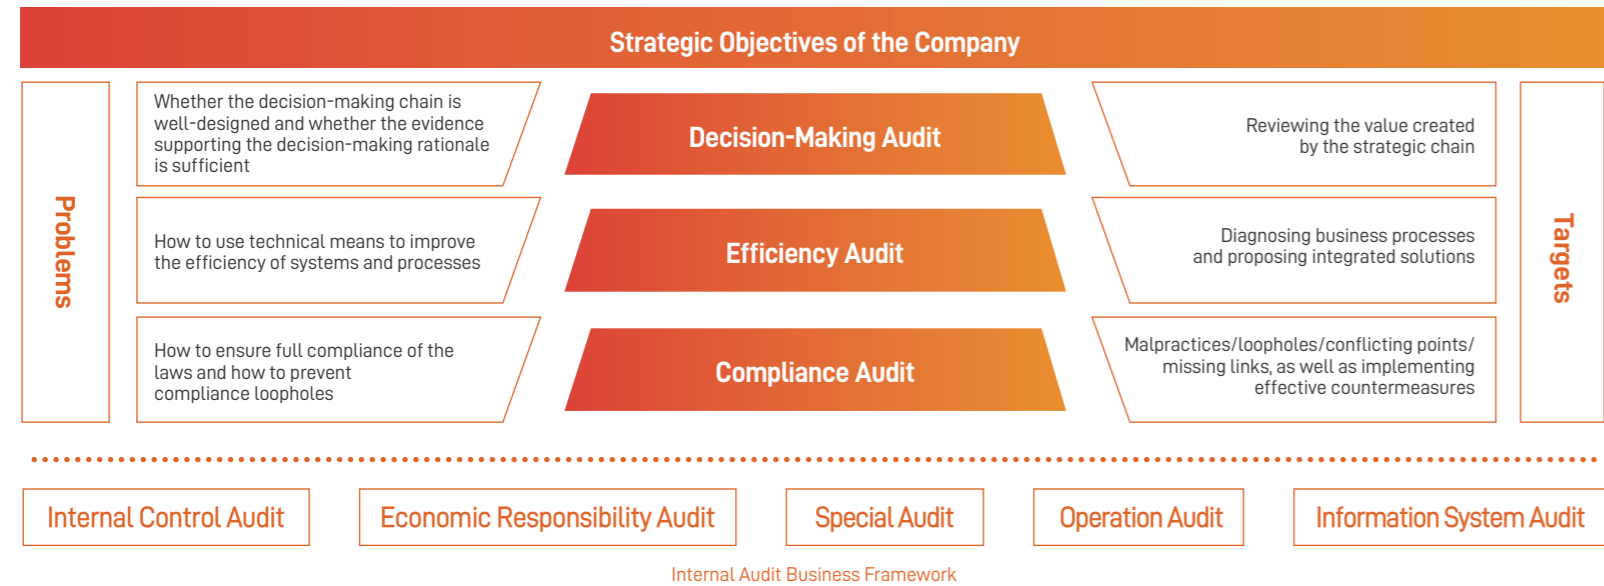 Strategic Objectives of the Company
Problems
Whether the decision-making chain is
well-designed and whether the evidence
supporting the decision-making rationale
is sufficient
Decision-Making Audit
Reviewing the value created
by the strategic chain
How to use technical means to improve
the efficiency of systems and processes
Efficiency Audit
Diagnosing business processes
and proposing integrated solutions
How to ensure full compliance of the
laws and how to prevent
compliance loopholes
Compliance Audit
Malpractices/loopholes/conflicting points/
missing links, as well as implementing
effective countermeasures
Targets
Internal Control Audit
Economic Responsibility Audit
Special Audit
Operation Audit
Information System Audit
Internal Audit Business Framework